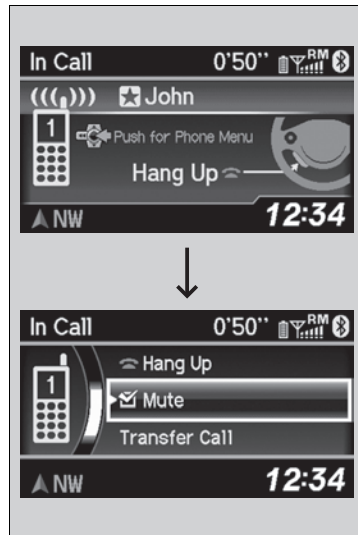 In Call 0'50'' RM
John
1
Push for Phone Menu
Hang Up
NW 12:34
In Call 0'50'' RM
Hang Up
1
Mute
Transfer Call
NW 12:34